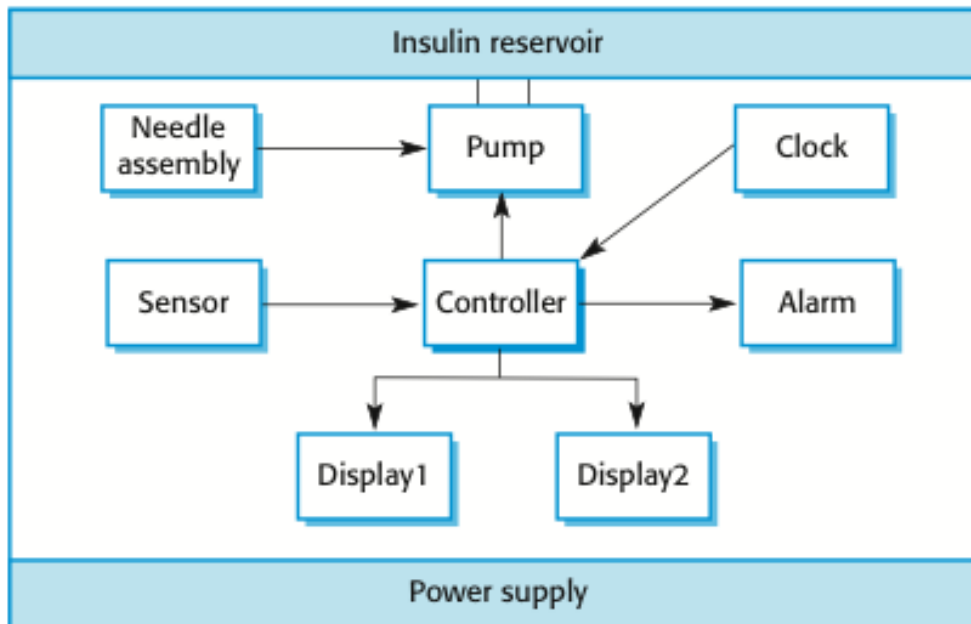 Insulin reservoir
Needle
assembly
Pump
Clock
Sensor
Controller
Alarm
Display1
Display2
Power supply